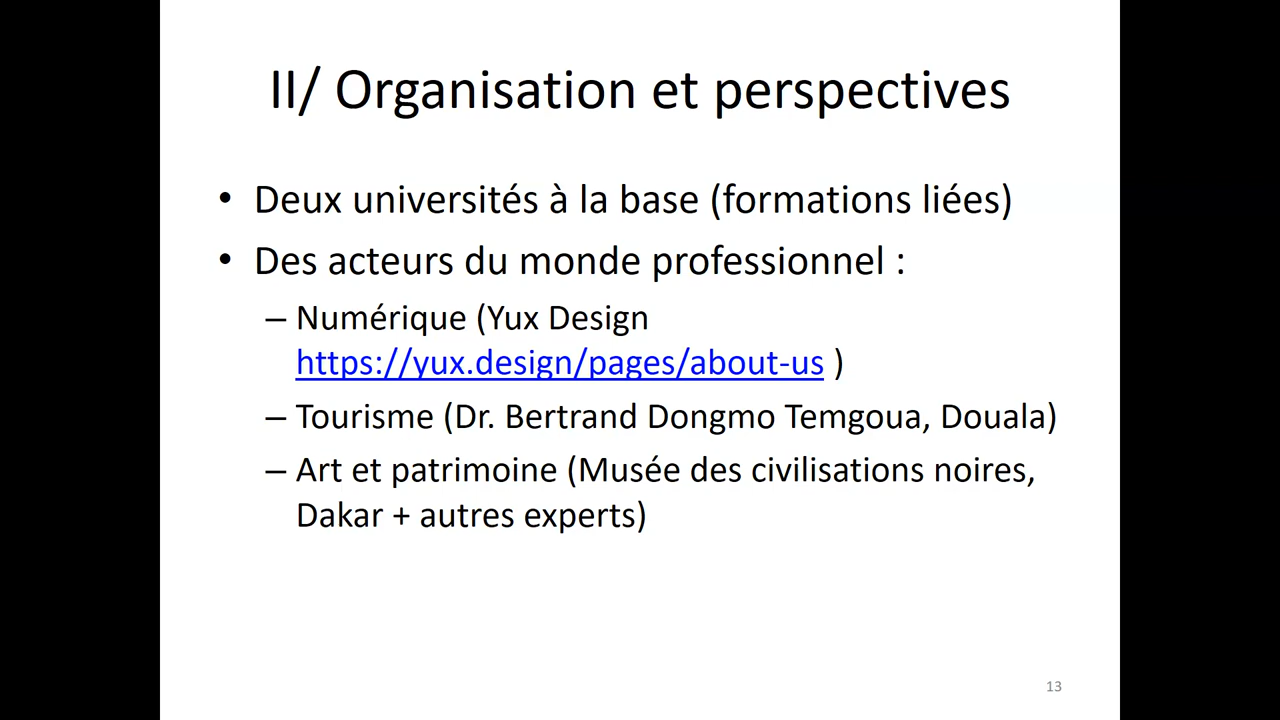 II/ Organisation et perspectives
• Deux universités à la base (formations liées)
• Des acteurs du monde professionnel :
– Numérique (Yux Design
https://yux.design/pages/about-us )
– Tourisme (Dr. Bertrand Dongmo Temgoua, Douala)
– Art et patrimoine (Musée des civilisations noires,
Dakar + autres experts)
13